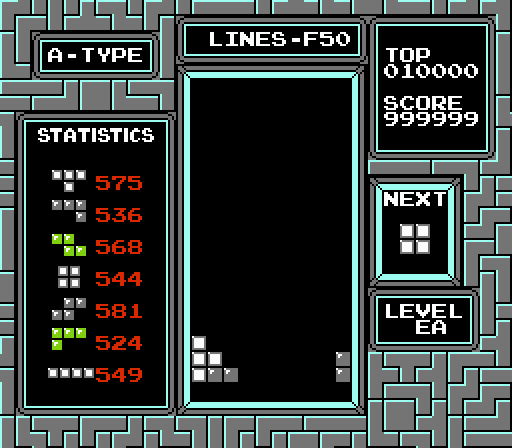 LINES-F50
A-TYPE
TOP
010000
SCORE
999999
STATISTICS
575
536
568
544
581
524
549
NEXT
LEVEL
EA